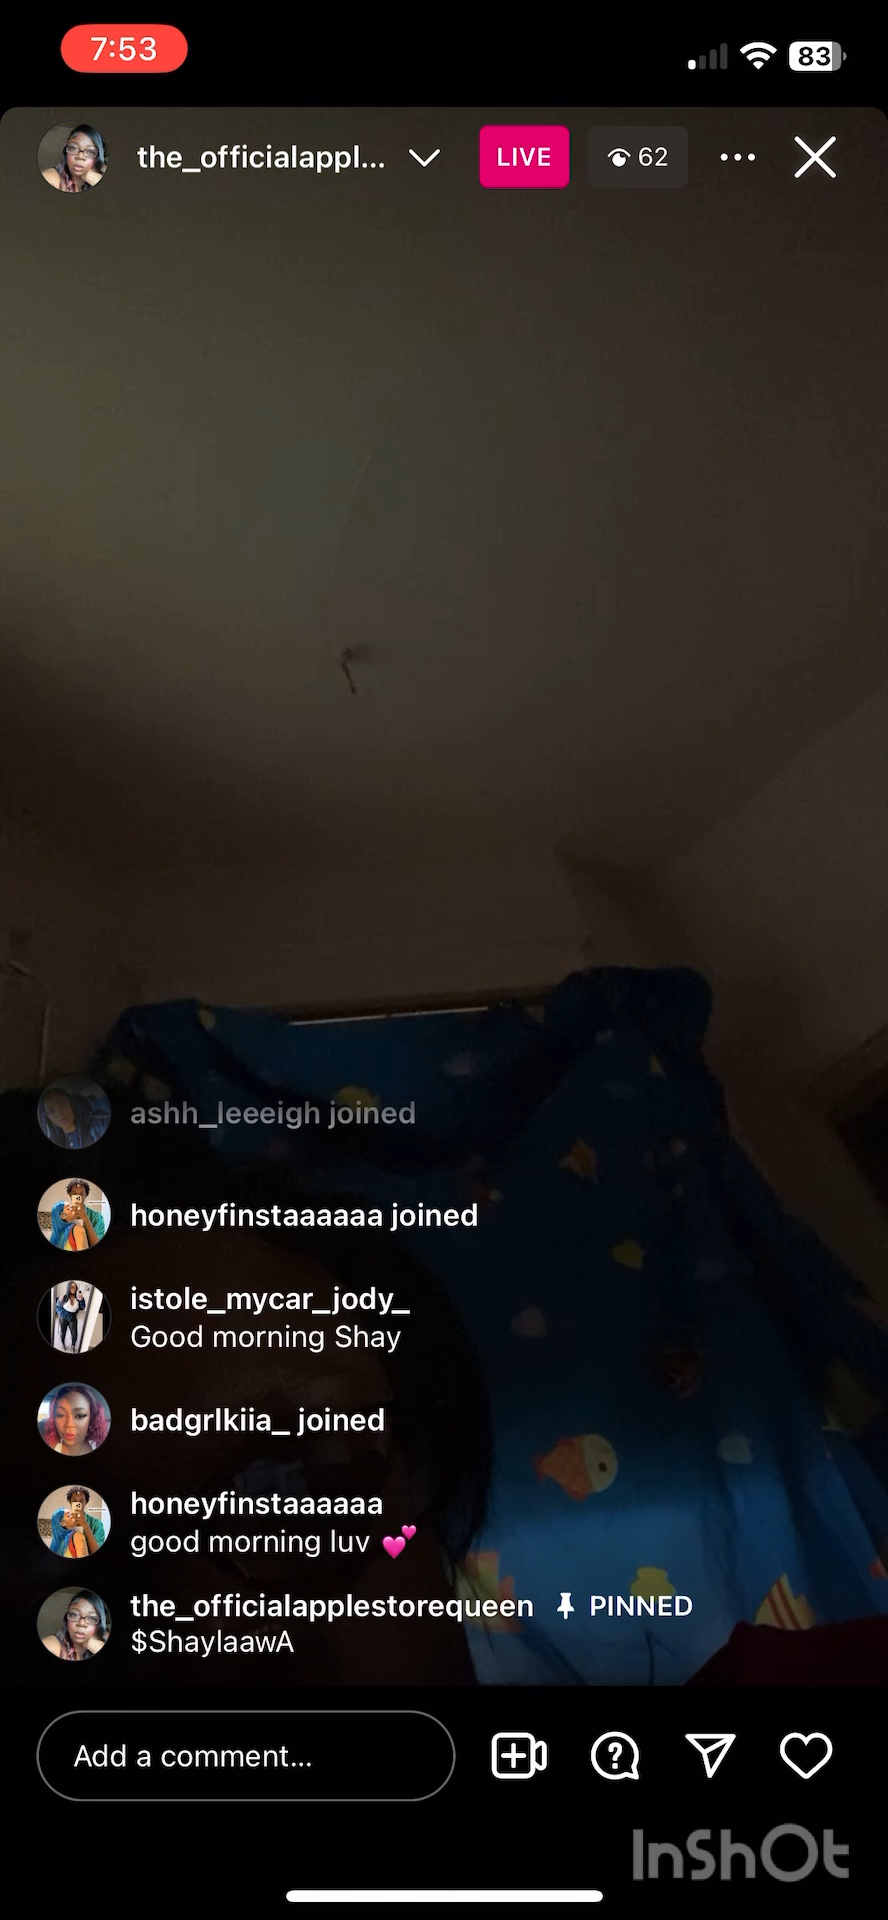 7:53
83
the_officialappl...
LIVE
62
ashh_leeeigh joined
honeyfinstaaaaaa joined
istole_mycar_jody_
Good morning Shay
badgrlkiia_ joined
honeyfinstaaaaaa
good morning luv 💕
the_officialapplestorequeen PINNED
$ShaylaawA
Add a comment...
InShOt